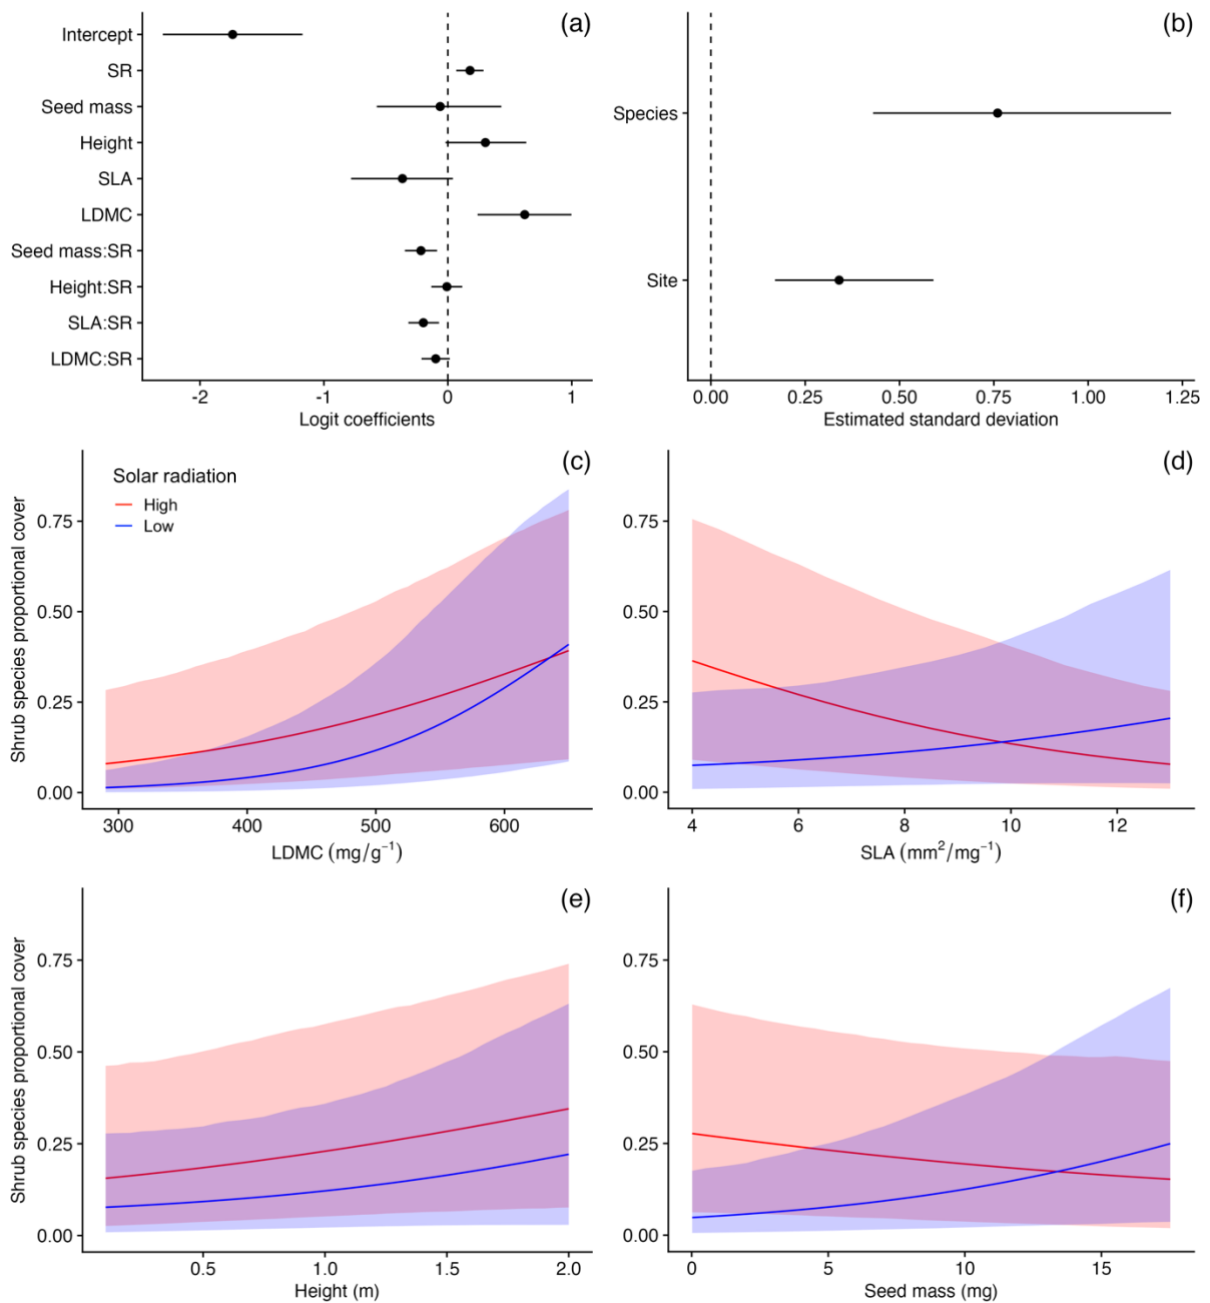 (a)
Intercept
SR
Seed mass
Height
SLA
LDMC
Seed mass:SR
Height:SR
SLA:SR
LDMC:SR
-2 -1 0 1
Logit coefficients
(b)
Species
Site
0.00 0.25 0.50 0.75 1.00 1.25
Estimated standard deviation
(c)
Solar radiation
High
Low
Shrub species proportional cover
0.75
0.50
0.25
0.00
300 400 500 600
LDMC (mg/g⁻¹)
(d)
0.75
0.50
0.25
0.00
4 6 8 10 12
SLA (mm²/mg⁻¹)
(e)
Shrub species proportional cover
0.75
0.50
0.25
0.00
0.5 1.0 1.5 2.0
Height (m)
(f)
0.75
0.50
0.25
0.00
0 5 10 15
Seed mass (mg)